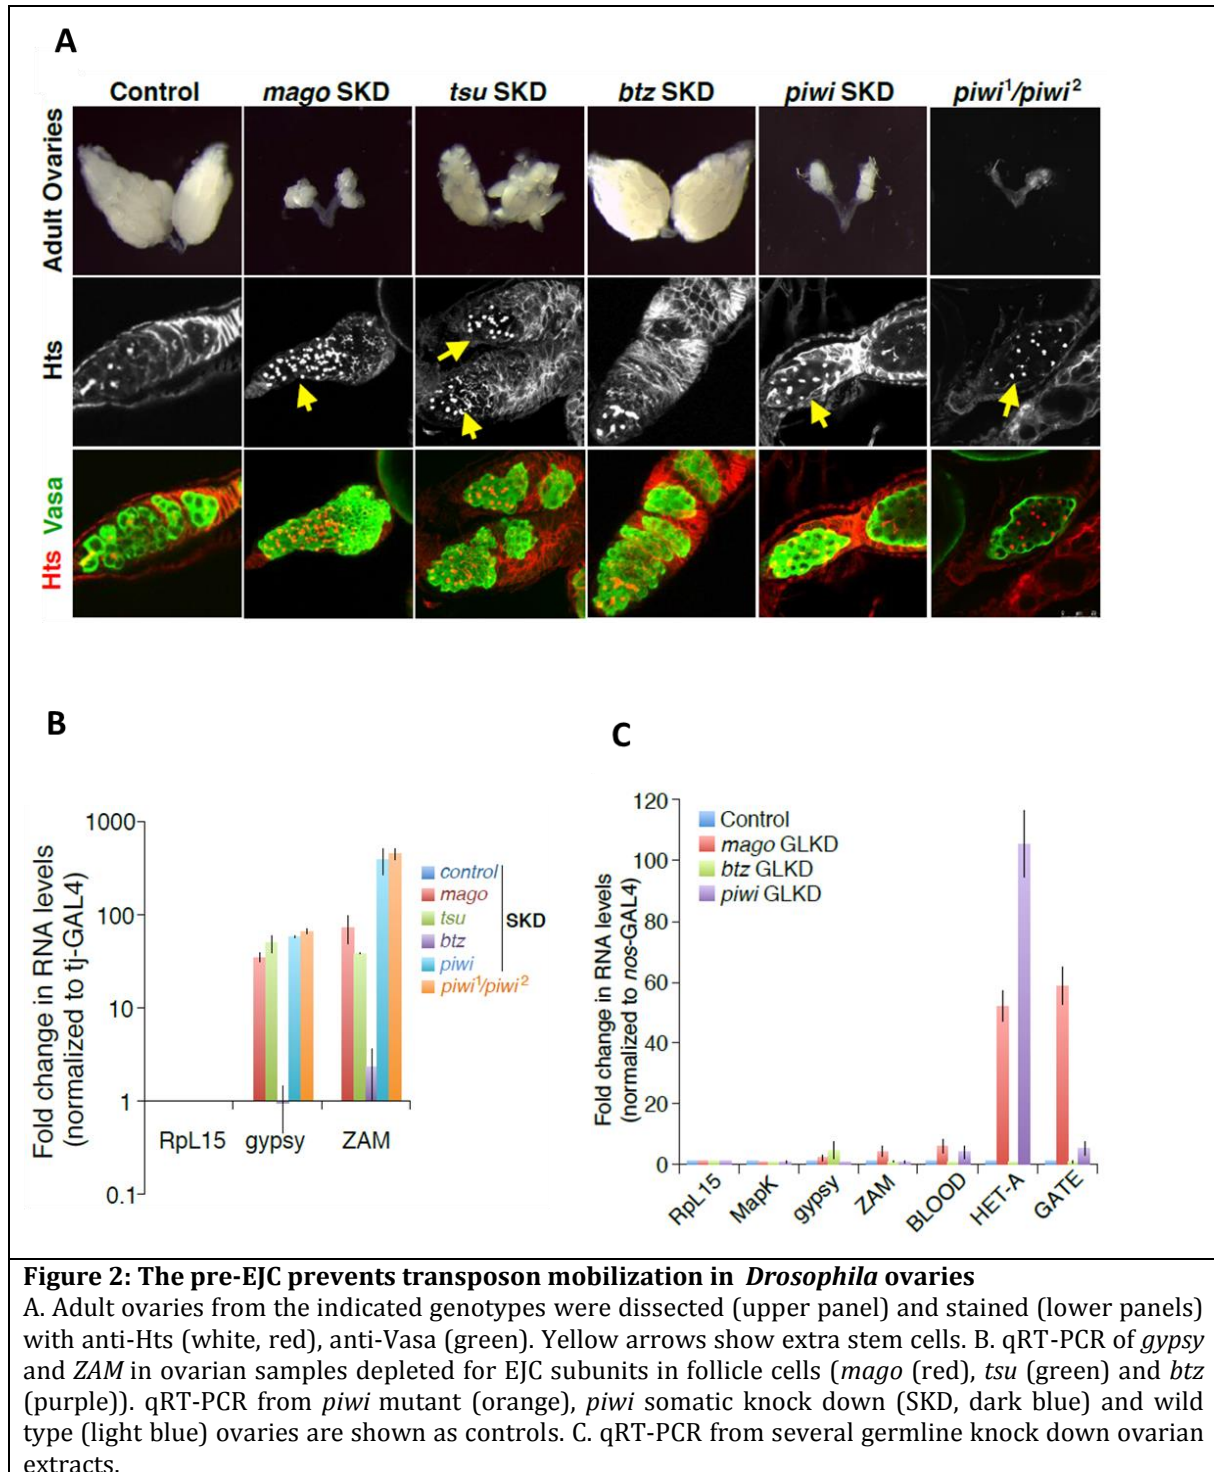 A
Control mago SKD tsu SKD btz SKD piwi SKD piwi1/piwi2
Adult Ovaries
Hts
Hts Vasa
B
Fold change in RNA levels
(normalized to tj-GAL4)
1000
100
10
1
0.1
RpL15 gypsy ZAM
control
mago
tsu
btz
piwi
piwi1/piwi2
SKD
C
Fold change in RNA levels
(normalized to nos-GAL4)
120
100
80
60
40
20
0
Control
mago GLKD
btz GLKD
piwi GLKD
RpL15 MapK gypsy ZAM BLOOD HET-A GATE
Figure 2: The pre-EJC prevents transposon mobilization in Drosophila ovaries
A. Adult ovaries from the indicated genotypes were dissected (upper panel) and stained (lower panels)
with anti-Hts (white, red), anti-Vasa (green). Yellow arrows show extra stem cells. B. qRT-PCR of gypsy
and ZAM in ovarian samples depleted for EJC subunits in follicle cells (mago (red), tsu (green) and btz
(purple)). qRT-PCR from piwi mutant (orange), piwi somatic knock down (SKD, dark blue) and wild
type (light blue) ovaries are shown as controls. C. qRT-PCR from several germline knock down ovarian
extracts.